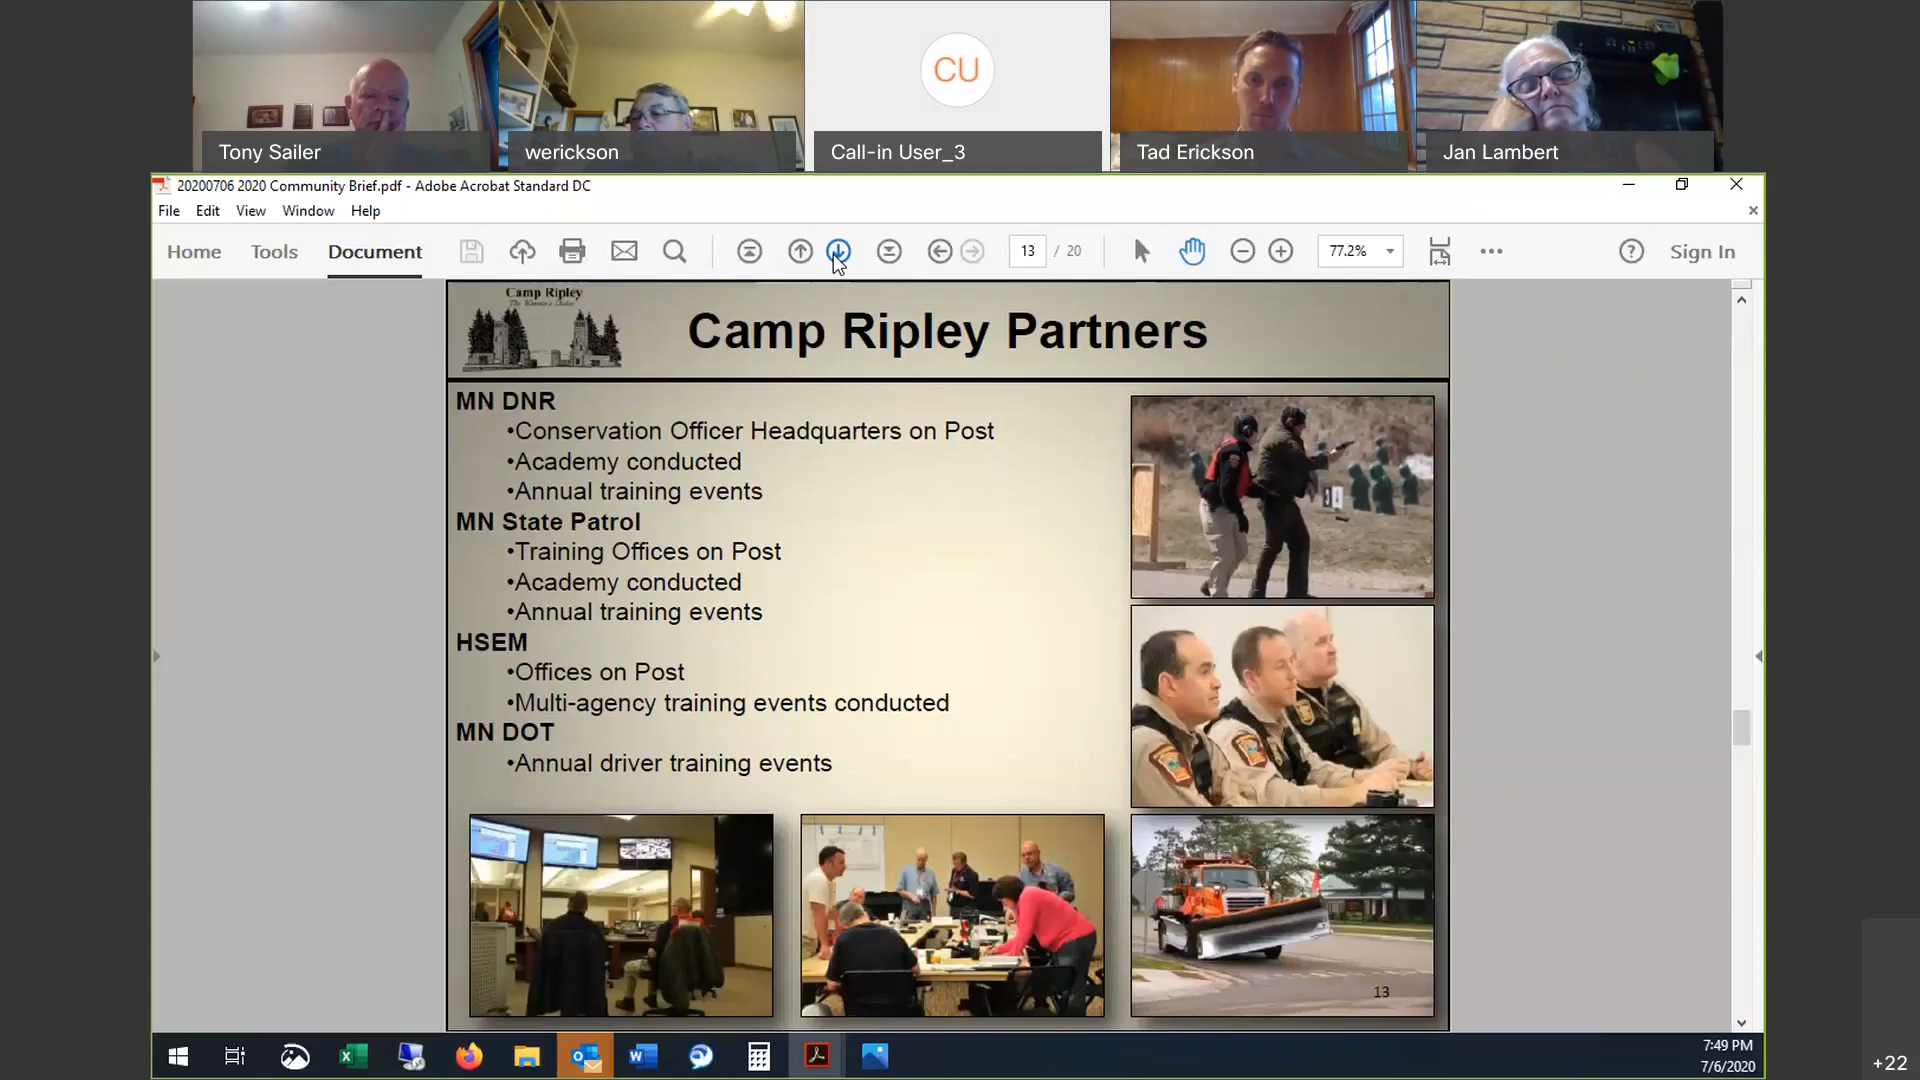 CU
Tony Sailer
werickson
Call-in User_3
Tad Erickson
Jan Lambert
20200706 2020 Community Brief.pdf - Adobe Acrobat Standard DC
File Edit View Window Help
Home Tools Document 13 / 20 77.2% Sign In
Camp Ripley
The Warrior's Choice
Camp Ripley Partners
MN DNR
•Conservation Officer Headquarters on Post
•Academy conducted
•Annual training events
MN State Patrol
•Training Offices on Post
•Academy conducted
•Annual training events
HSEM
•Offices on Post
•Multi-agency training events conducted
MN DOT
•Annual driver training events
13
7:49 PM
7/6/2020
+22